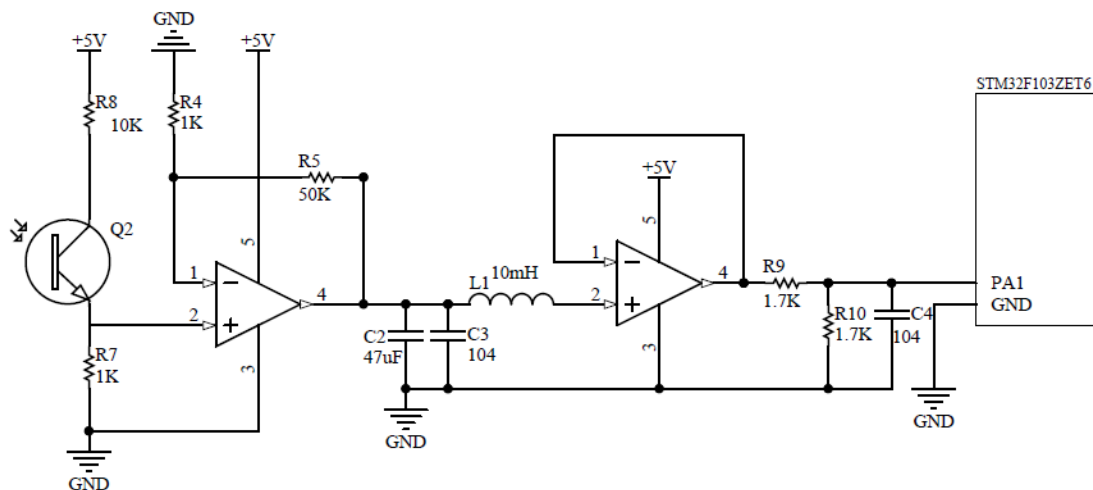 GND
+5V
+5V
STM32F103ZET6
R8
10K
R4
1K
R5
50K
+5V
Q2
5
5
1
4
2
3
1
4
2
3
L1
10mH
R9
1.7K
PA1
GND
R7
1K
C2
47uF
C3
104
R10
1.7K
C4
104
GND
GND
GND